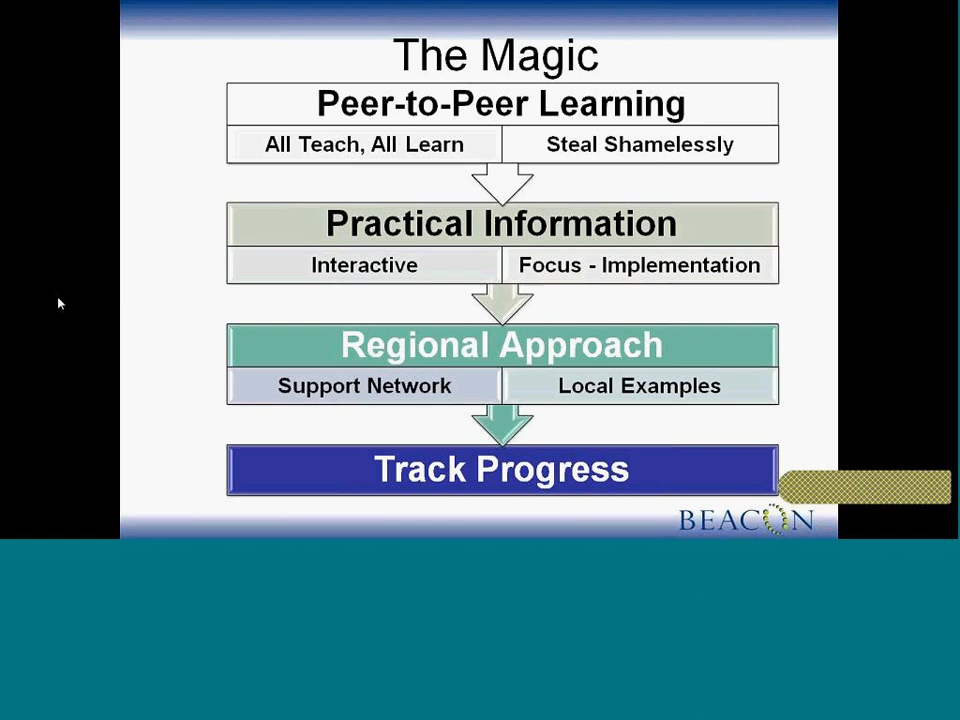 The Magic
Peer-to-Peer Learning
All Teach, All Learn
Steal Shamelessly
Practical Information
Interactive
Focus - Implementation
Regional Approach
Support Network
Local Examples
Track Progress
BEACON